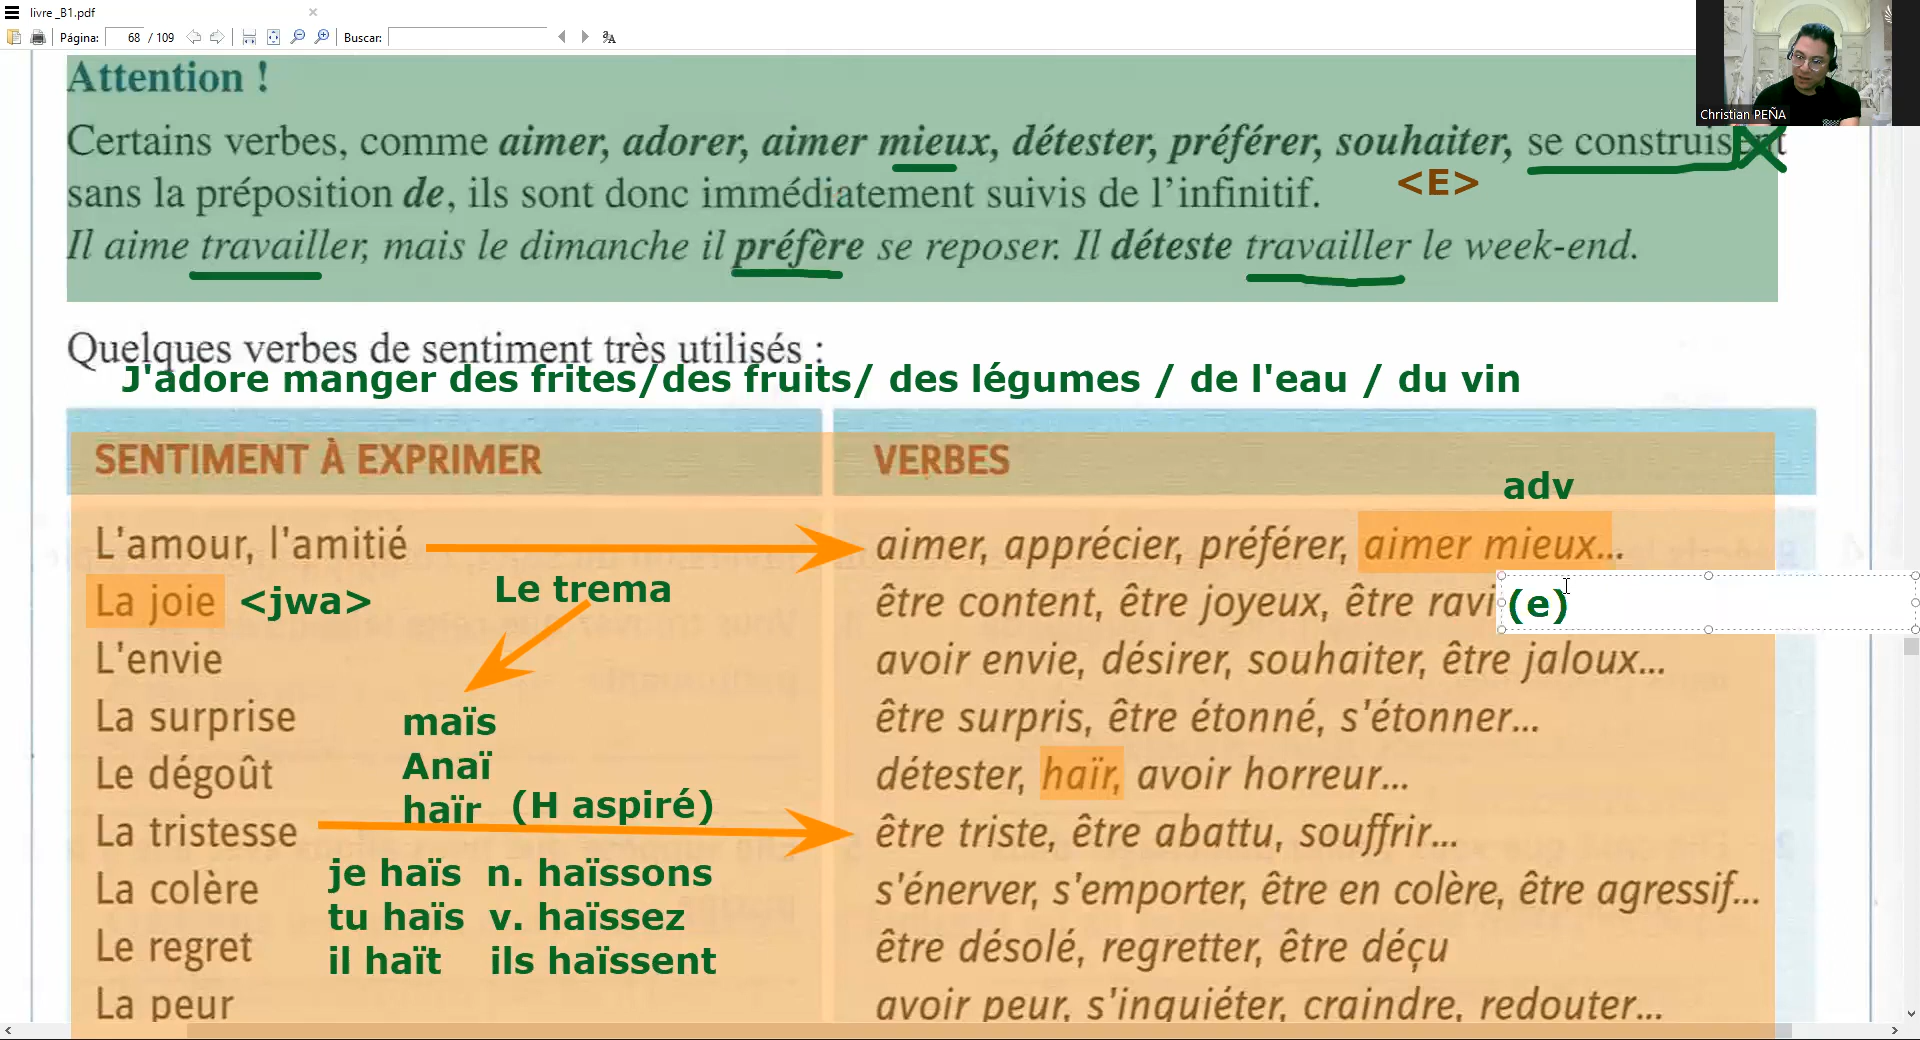 livre_B1.pdf
Página: 68 / 109 Buscar:
Christian PEÑA
Attention !
Certains verbes, comme aimer, adorer, aimer mieux, détester, préférer, souhaiter, se construisent
<E>
sans la préposition de, ils sont donc immédiatement suivis de l'infinitif.
Il aime travailler, mais le dimanche il préfère se reposer. Il déteste travailler le week-end.
Quelques verbes de sentiment très utilisés :
J'adore manger des frites/des fruits/ des légumes / de l'eau / du vin
SENTIMENT À EXPRIMER VERBES
adv
L'amour, l'amitié aimer, apprécier, préférer, aimer mieux...
La joie <jwa> Le trema être content, être joyeux, être ravi (e)
L'envie avoir envie, désirer, souhaiter, être jaloux...
La surprise maïs être surpris, être étonné, s'étonner...
Anaï
Le dégoût détester, haïr, avoir horreur...
haïr (H aspiré)
La tristesse être triste, être abattu, souffrir...
je haïs n. haïssons
La colère s'énerver, s'emporter, être en colère, être agressif...
tu haïs v. haïssez
Le regret être désolé, regretter, être déçu
il haït ils haïssent
La peur avoir peur, s'inquiéter, craindre, redouter...